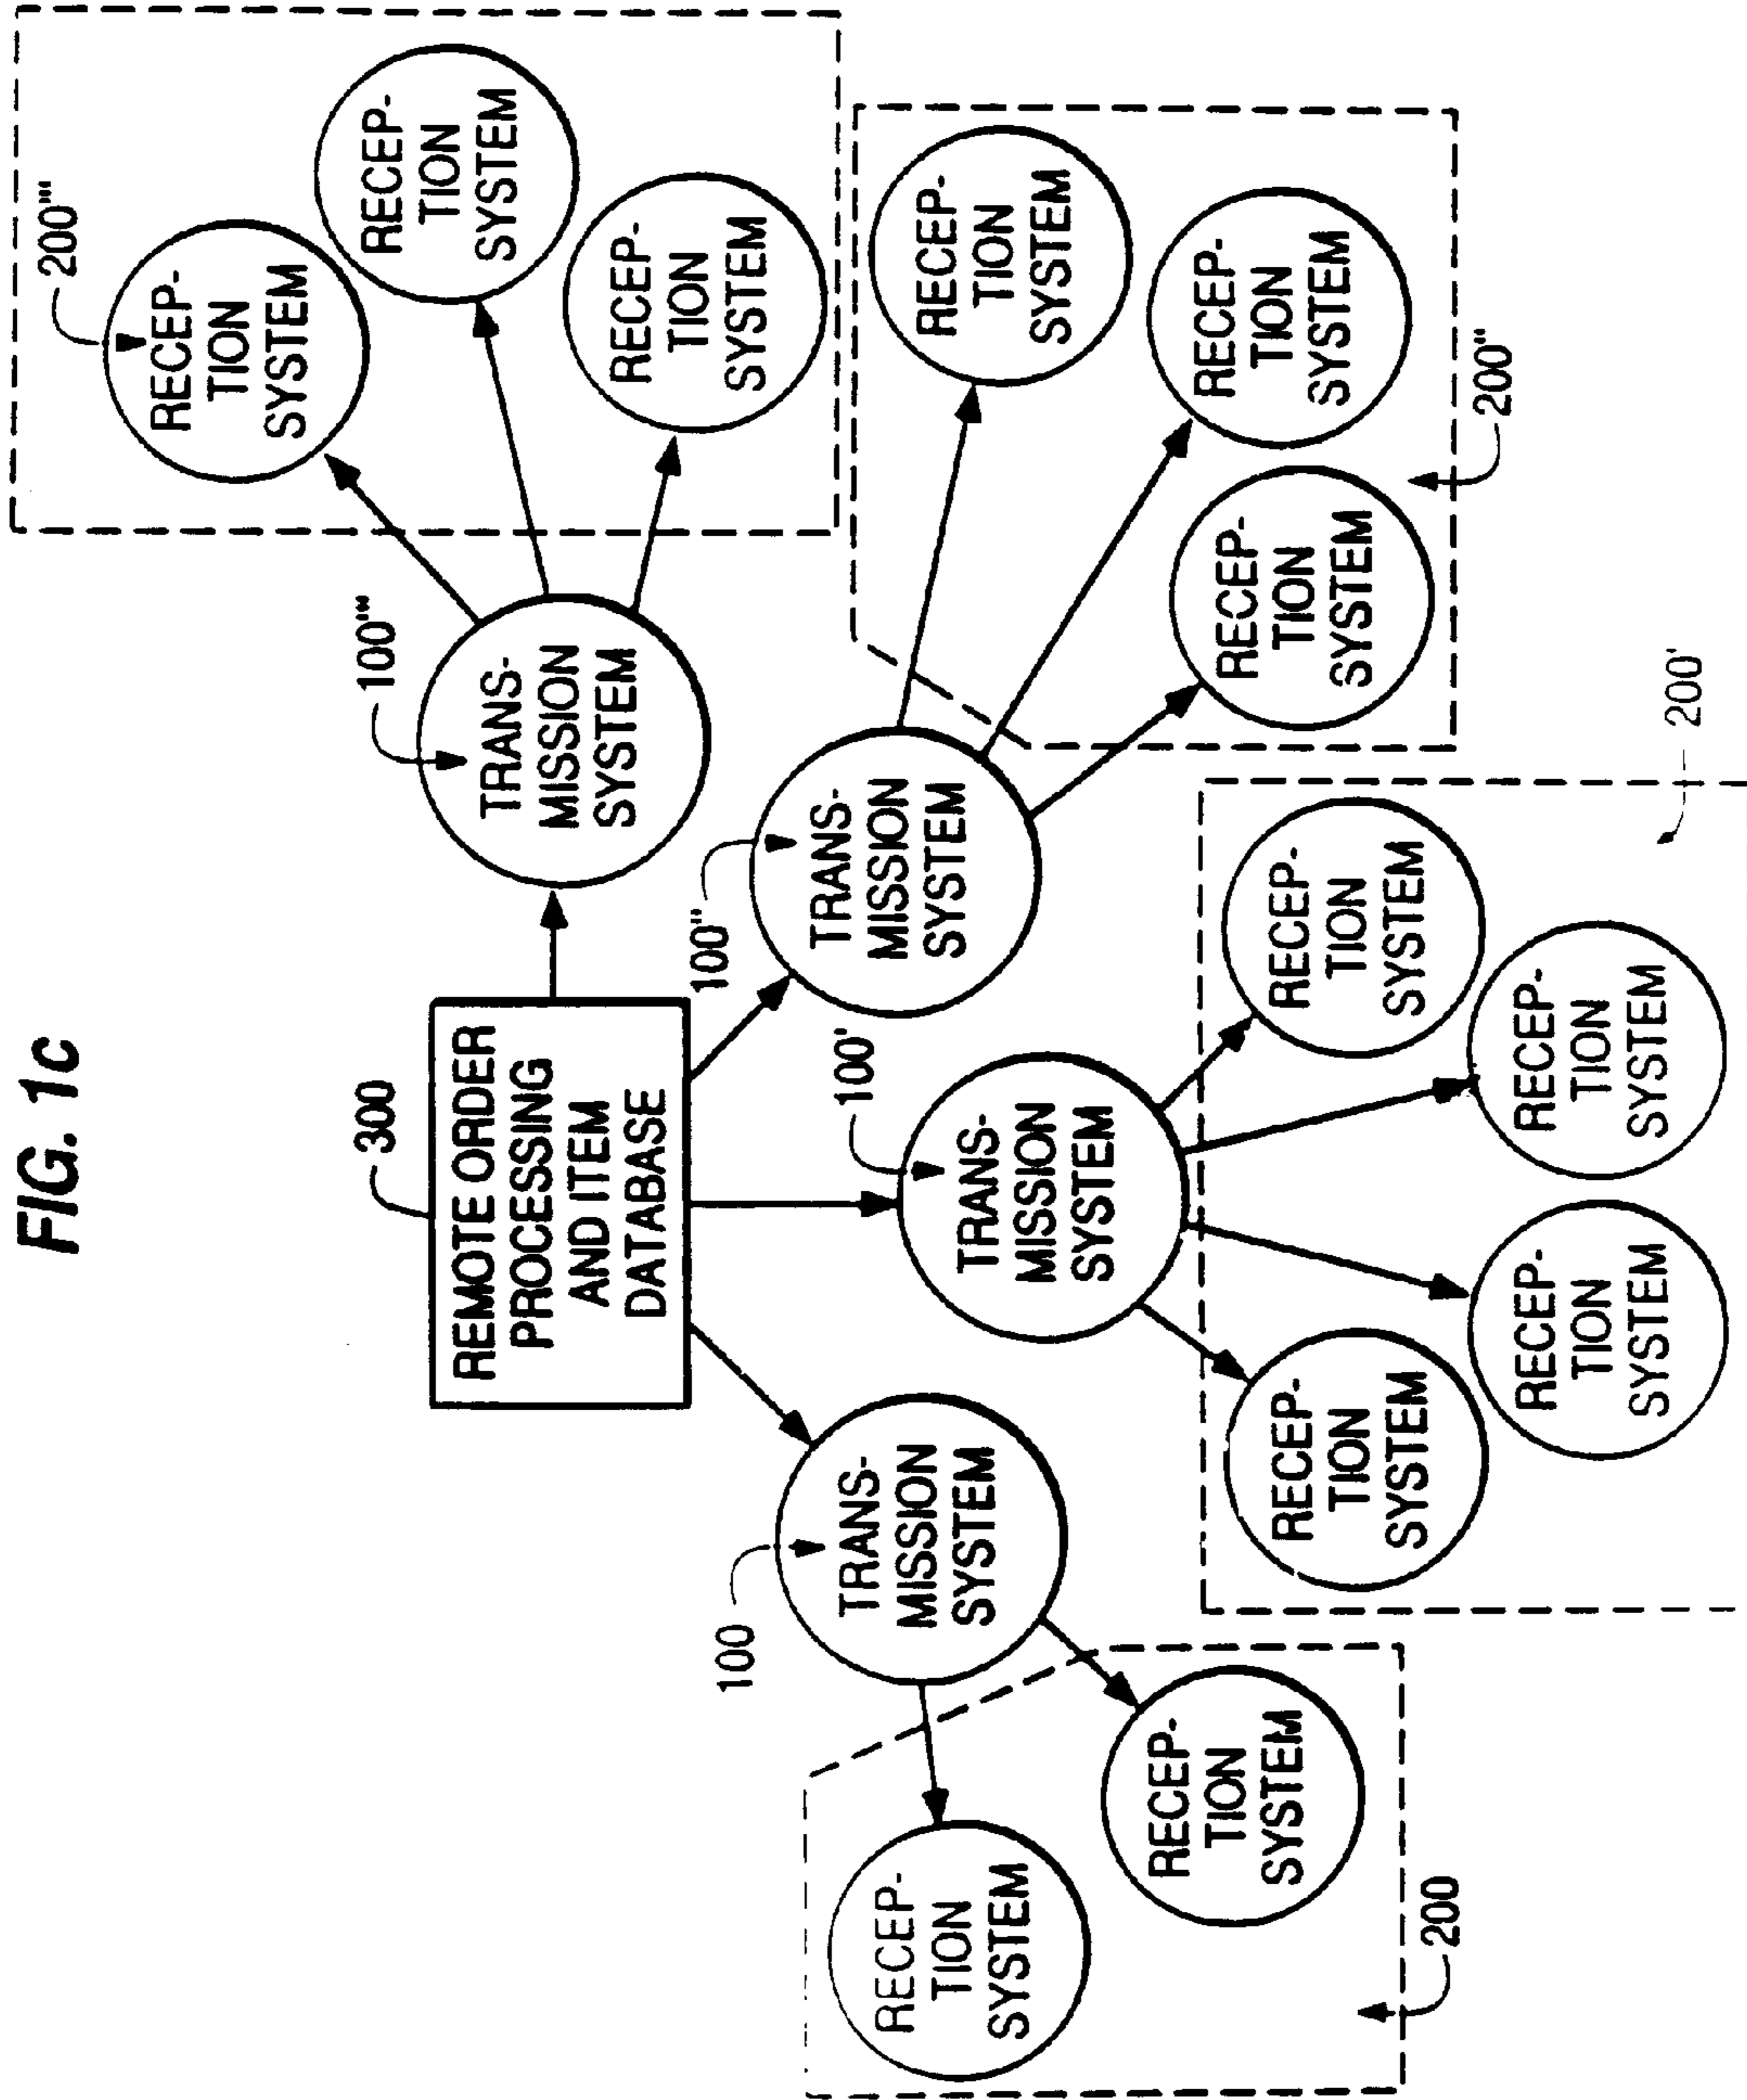 FIG. 1c
300
REMOTE ORDER
PROCESSING
AND ITEM
DATABASE
100
TRANS-
MISSION
SYSTEM
100'
TRANS-
MISSION
SYSTEM
100"
TRANS-
MISSION
SYSTEM
100"'
TRANS-
MISSION
SYSTEM
RECEP-
TION
SYSTEM
RECEP-
TION
SYSTEM
200
RECEP-
TION
SYSTEM
RECEP-
TION
SYSTEM
RECEP-
TION
SYSTEM
RECEP-
TION
SYSTEM
200'
RECEP-
TION
SYSTEM
RECEP-
TION
SYSTEM
RECEP-
TION
SYSTEM
200"
200"
RECEP-
TION
SYSTEM
RECEP-
TION
SYSTEM
RECEP-
TION
SYSTEM